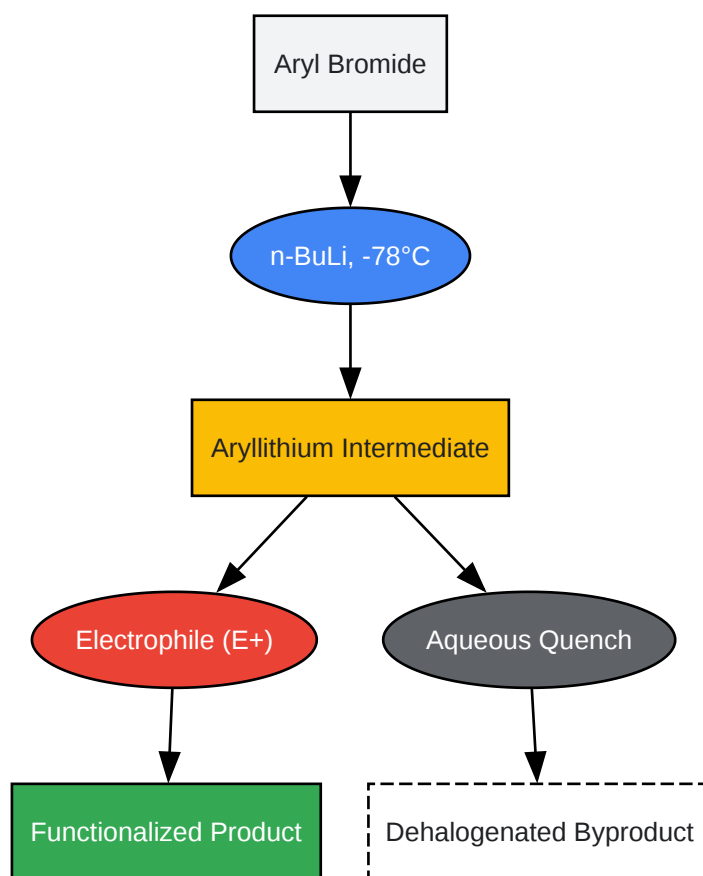 Aryl Bromide
n-BuLi, -78°C
Aryllithium Intermediate
Electrophile (E+)
Aqueous Quench
Functionalized Product
Dehalogenated Byproduct